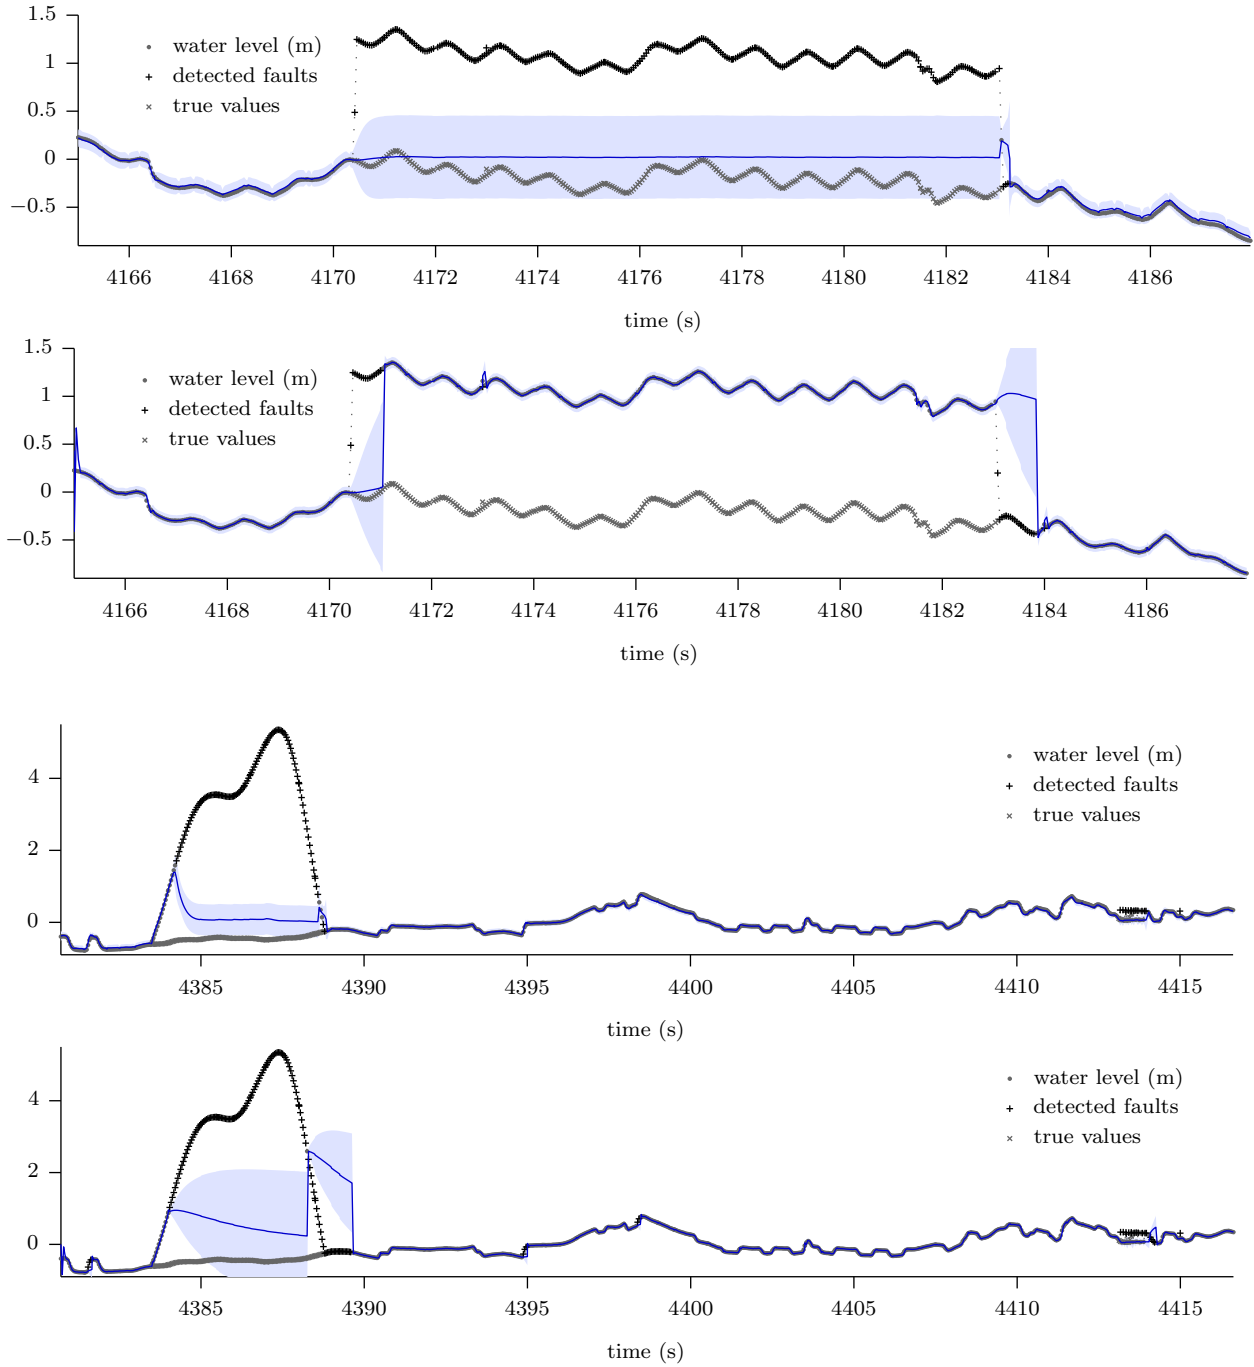 1.5
1
0.5
0
−0.5
water level (m)
detected faults
true values
4166 4168 4170 4172 4174 4176 4178 4180 4182 4184 4186
time (s)
1.5
1
0.5
0
−0.5
water level (m)
detected faults
true values
4166 4168 4170 4172 4174 4176 4178 4180 4182 4184 4186
time (s)
4
2
0
water level (m)
detected faults
true values
4385 4390 4395 4400 4405 4410 4415
time (s)
4
2
0
water level (m)
detected faults
true values
4385 4390 4395 4400 4405 4410 4415
time (s)